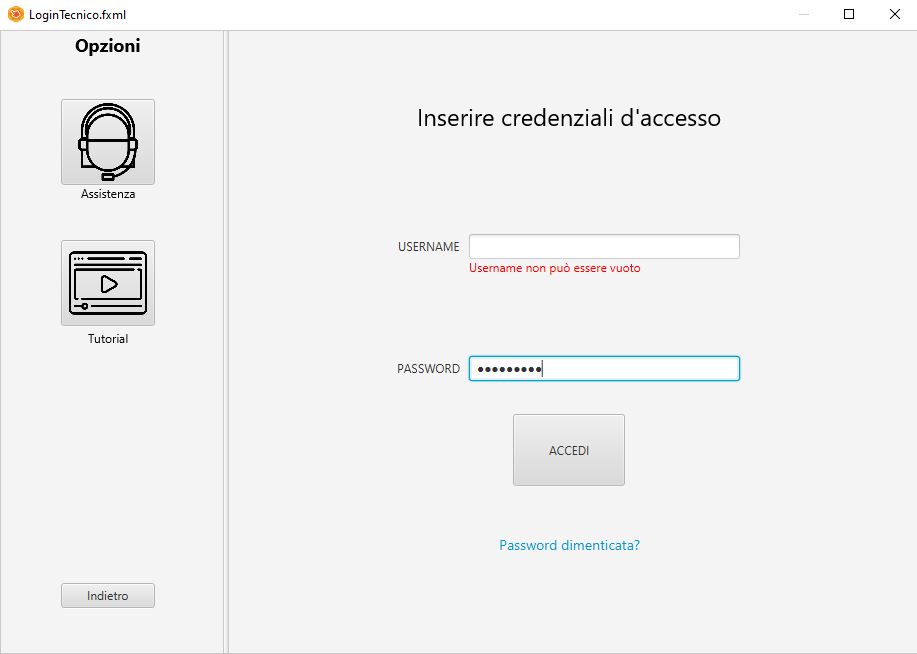 LoginTecnico.fxml
Opzioni
Assistenza
Tutorial
Indietro
Inserire credenziali d'accesso
USERNAME
Username non può essere vuoto
PASSWORD •••••••••
ACCEDI
Password dimenticata?